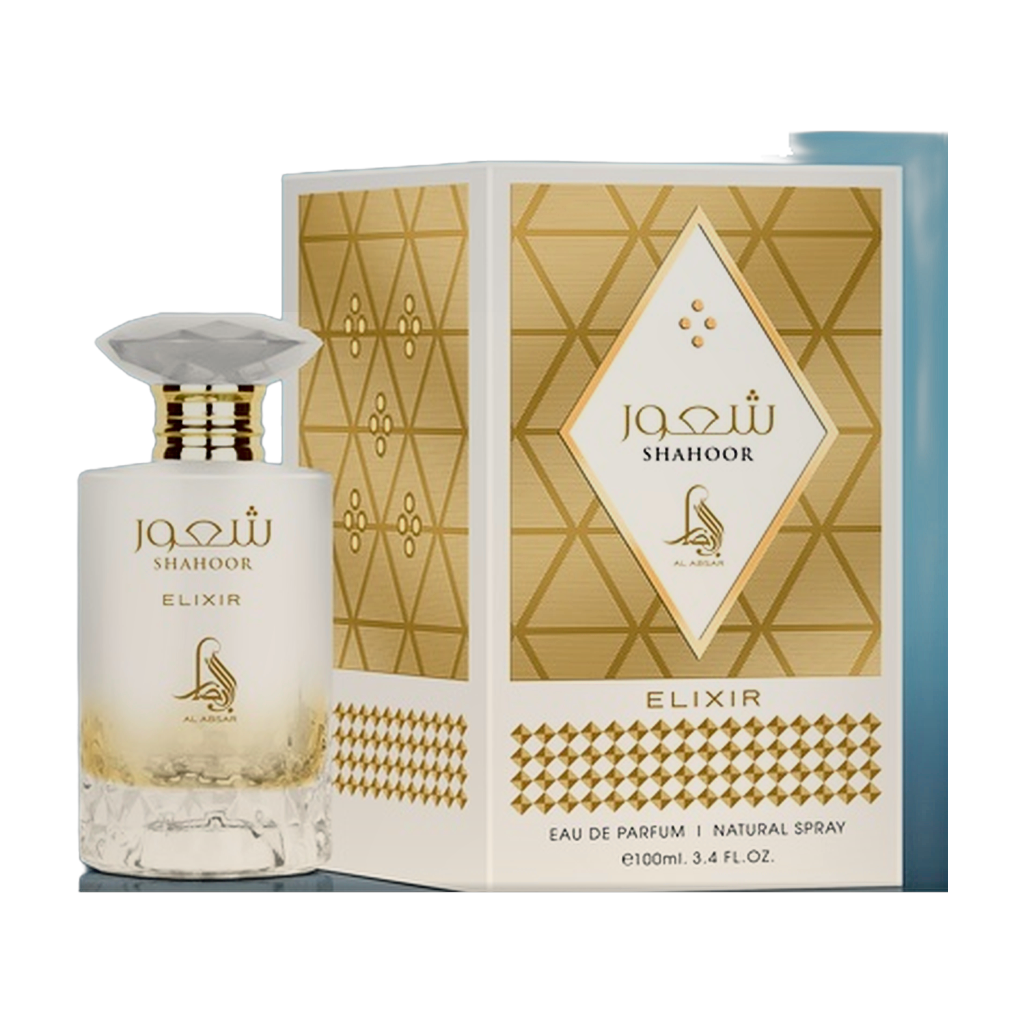 شعور
SHAHOOR
ELIXIR
AL ABSAR
شعور
SHAHOOR
AL ABSAR
ELIXIR
EAU DE PARFUM | NATURAL SPRAY
℮100ml. 3.4 FL.OZ.